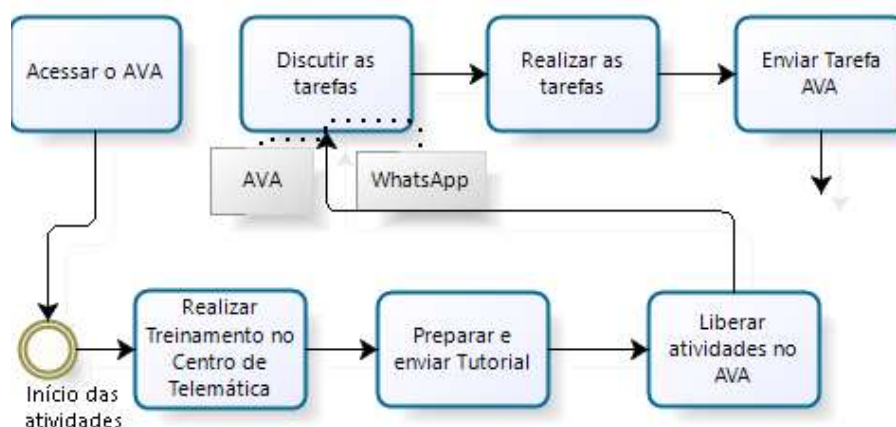 Acessar o AVA
Discutir as
tarefas
Realizar as
tarefas
Enviar Tarefa
AVA
AVA
WhatsApp
Início das
atividades
Realizar
Treinamento no
Centro de
Telemática
Preparar e
enviar Tutorial
Liberar
atividades no
AVA